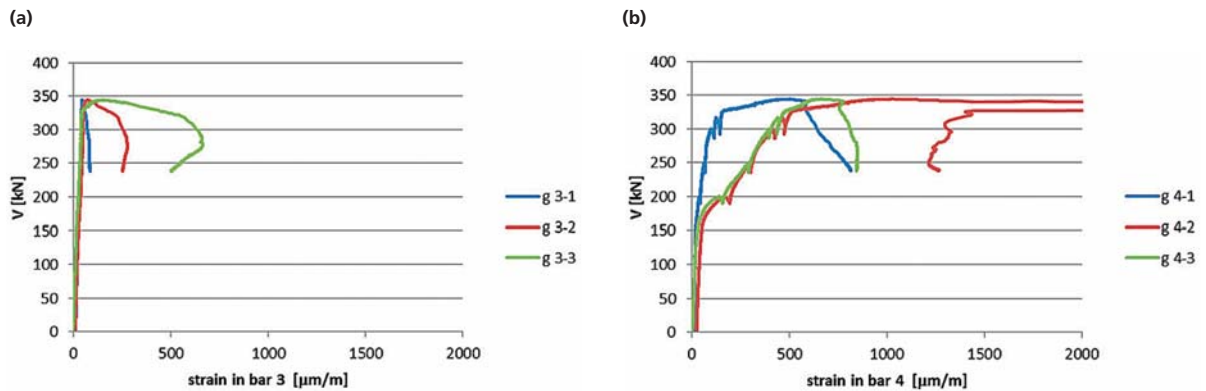 (a)
400
350
300
250
200
150
100
50
0
V [kN]
0 500 1000 1500 2000
strain in bar 3 [µm/m]
g 3-1
g 3-2
g 3-3
(b)
400
350
300
250
200
150
100
50
0
V [kN]
0 500 1000 1500 2000
strain in bar 4 [µm/m]
g 4-1
g 4-2
g 4-3